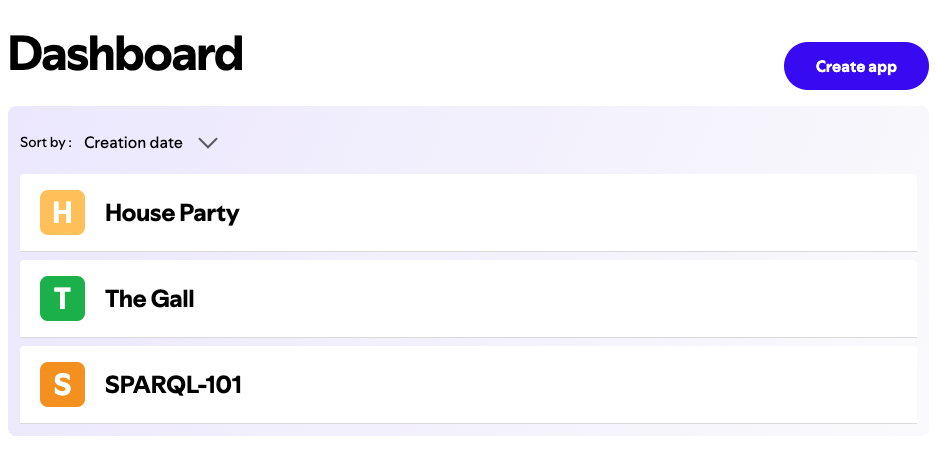 Dashboard
Create app
Sort by : Creation date
H House Party
T The Gall
S SPARQL-101